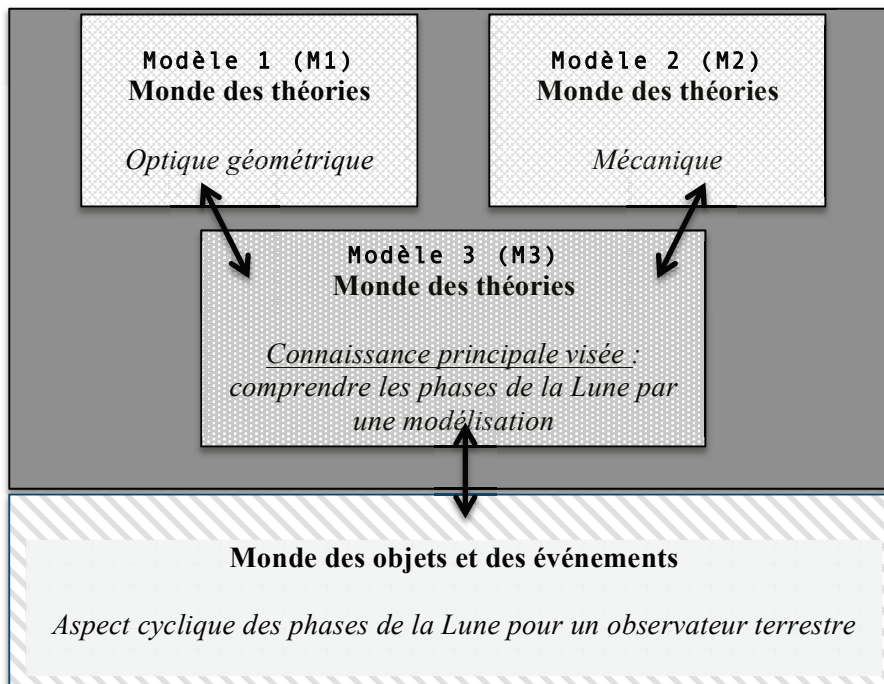 Modèle 1 (M1)
Monde des théories
Optique géométrique
Modèle 2 (M2)
Monde des théories
Mécanique
Modèle 3 (M3)
Monde des théories
Connaissance principale visée :
comprendre les phases de la Lune par
une modélisation
Monde des objets et des événements
Aspect cyclique des phases de la Lune pour un observateur terrestre